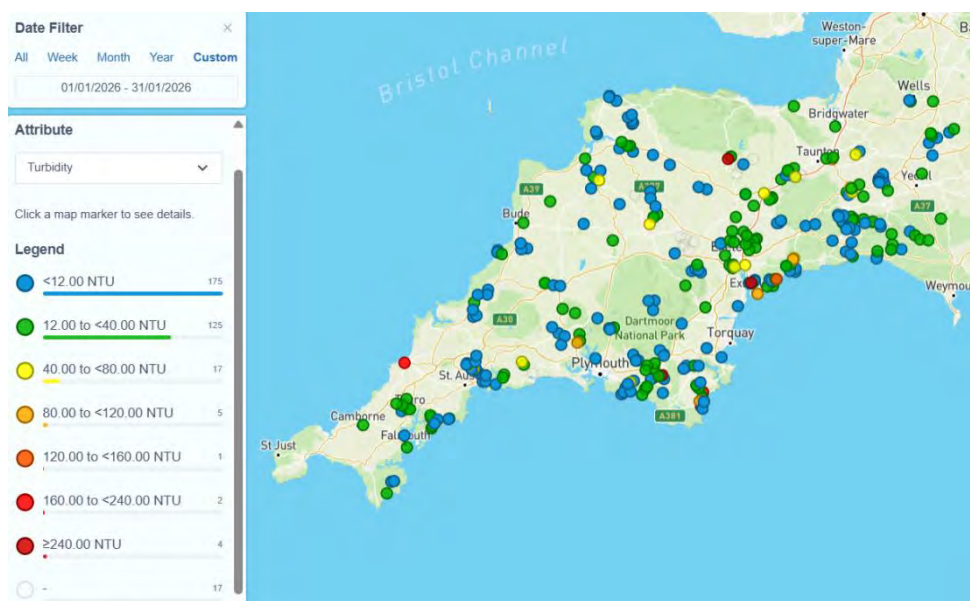 Date Filter
×
All Week Month Year Custom
01/01/2026 - 31/01/2026
Attribute
Turbidity
Click a map marker to see details.
Legend
<12.00 NTU 175
12.00 to <40.00 NTU 125
40.00 to <80.00 NTU 17
80.00 to <120.00 NTU 5
120.00 to <160.00 NTU 1
160.00 to <240.00 NTU 2
≥240.00 NTU 4
- 17
Bristol Channel
Weston-
super-Mare
Wells
Bridgwater
Taunton
A39
A37
Bude
Weymou
A30
Dartmoor
National Park
Torquay
Plymouth
St. Aus
A381
Camborne
St Just